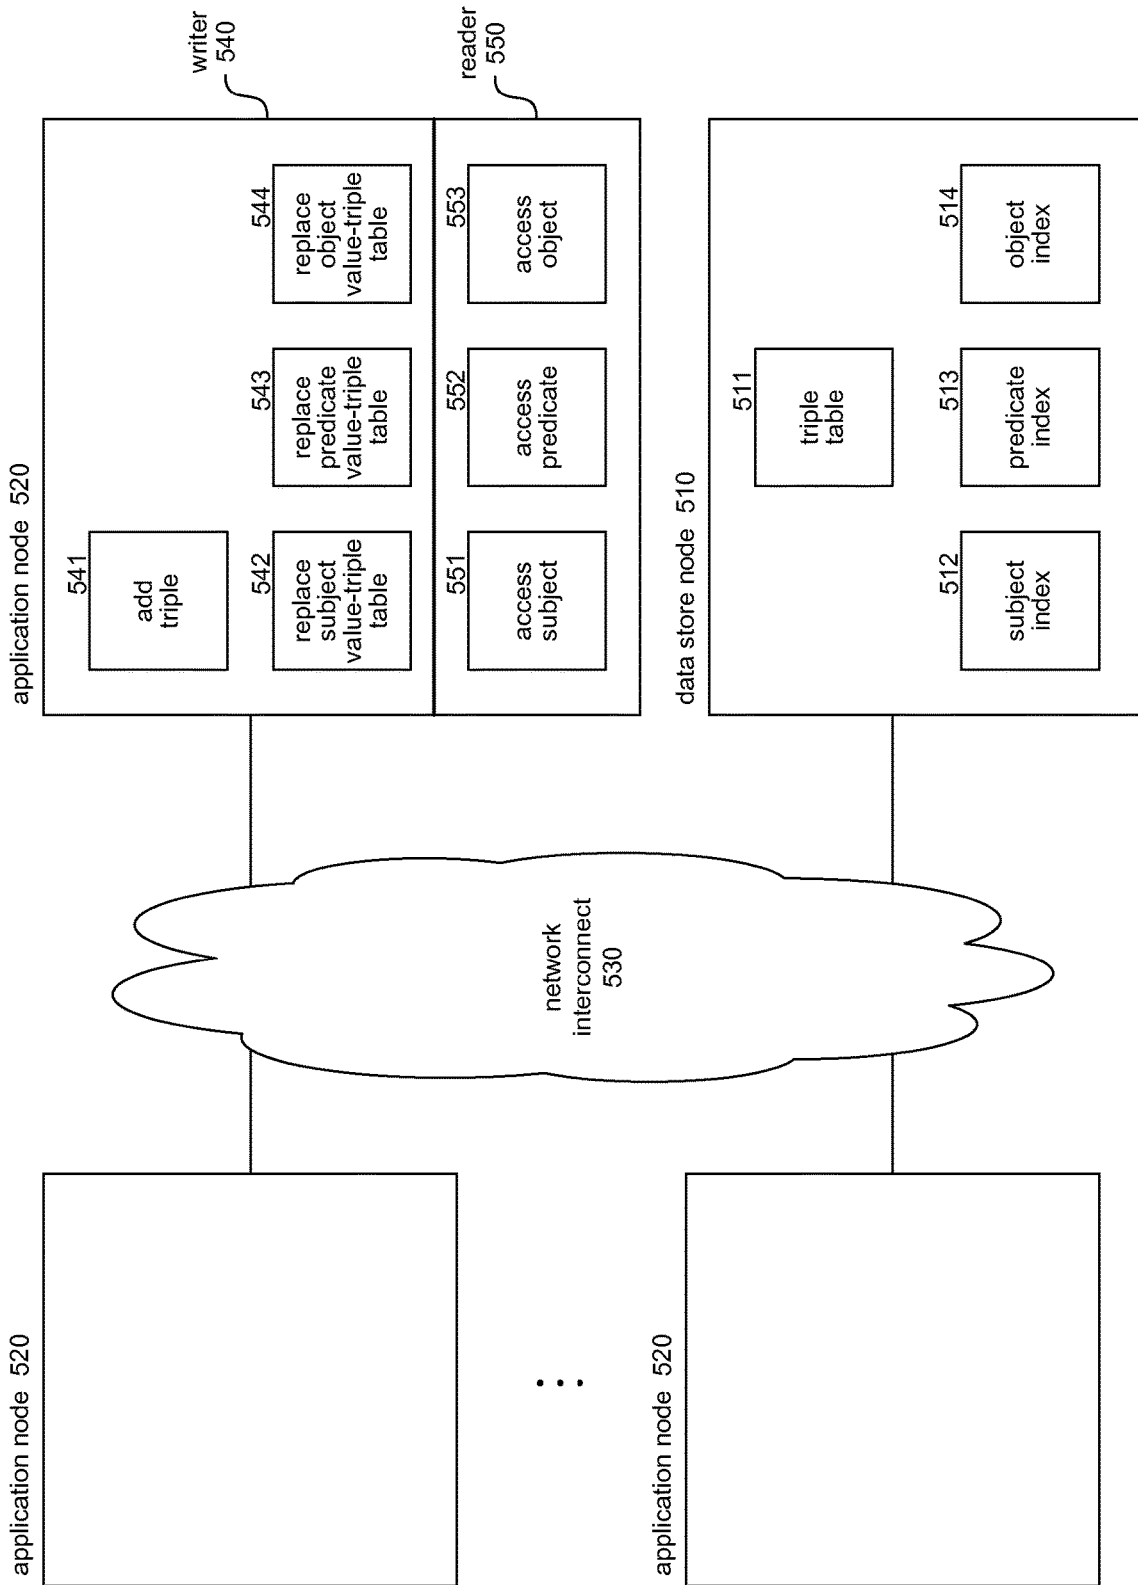 application node 520
application node 520
. . .
network
interconnect
530
application node 520
541
add
triple
542
replace
subject
value-triple
table
543
replace
predicate
value-triple
table
544
replace
object
value-triple
table
writer
540
551
access
subject
552
access
predicate
553
access
object
reader
550
data store node 510
511
triple
table
512
subject
index
513
predicate
index
514
object
index